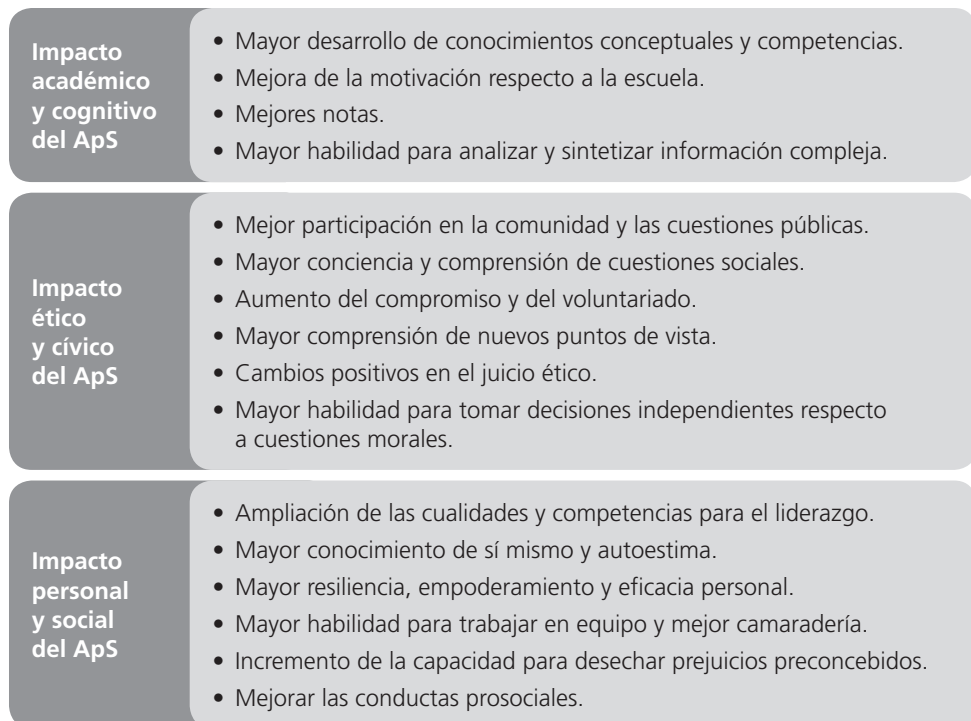 Impacto
académico
y cognitivo
del ApS
• Mayor desarrollo de conocimientos conceptuales y competencias.
• Mejora de la motivación respecto a la escuela.
• Mejores notas.
• Mayor habilidad para analizar y sintetizar información compleja.
Impacto
ético
y cívico
del ApS
• Mejor participación en la comunidad y las cuestiones públicas.
• Mayor conciencia y comprensión de cuestiones sociales.
• Aumento del compromiso y del voluntariado.
• Mayor comprensión de nuevos puntos de vista.
• Cambios positivos en el juicio ético.
• Mayor habilidad para tomar decisiones independientes respecto
a cuestiones morales.
Impacto
personal
y social
del ApS
• Ampliación de las cualidades y competencias para el liderazgo.
• Mayor conocimiento de sí mismo y autoestima.
• Mayor resiliencia, empoderamiento y eficacia personal.
• Mayor habilidad para trabajar en equipo y mejor camaradería.
• Incremento de la capacidad para desechar prejuicios preconcebidos.
• Mejorar las conductas prosociales.